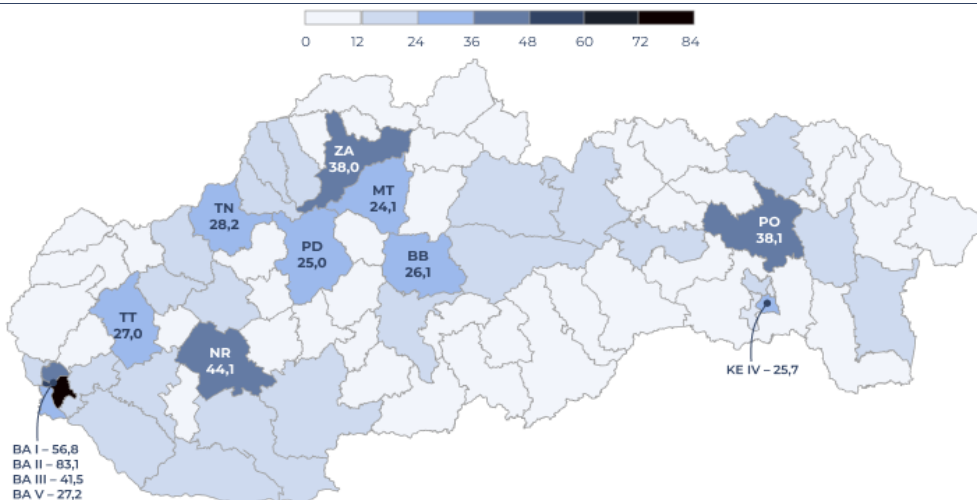 0 12 24 36 48 60 72 84
ZA
38,0
MT
24,1
TN
28,2
PO
38,1
PD
25,0
BB
26,1
TT
27,0
NR
44,1
KE IV – 25,7
BA I – 56,8
BA II – 83,1
BA III – 41,5
BA V – 27,2